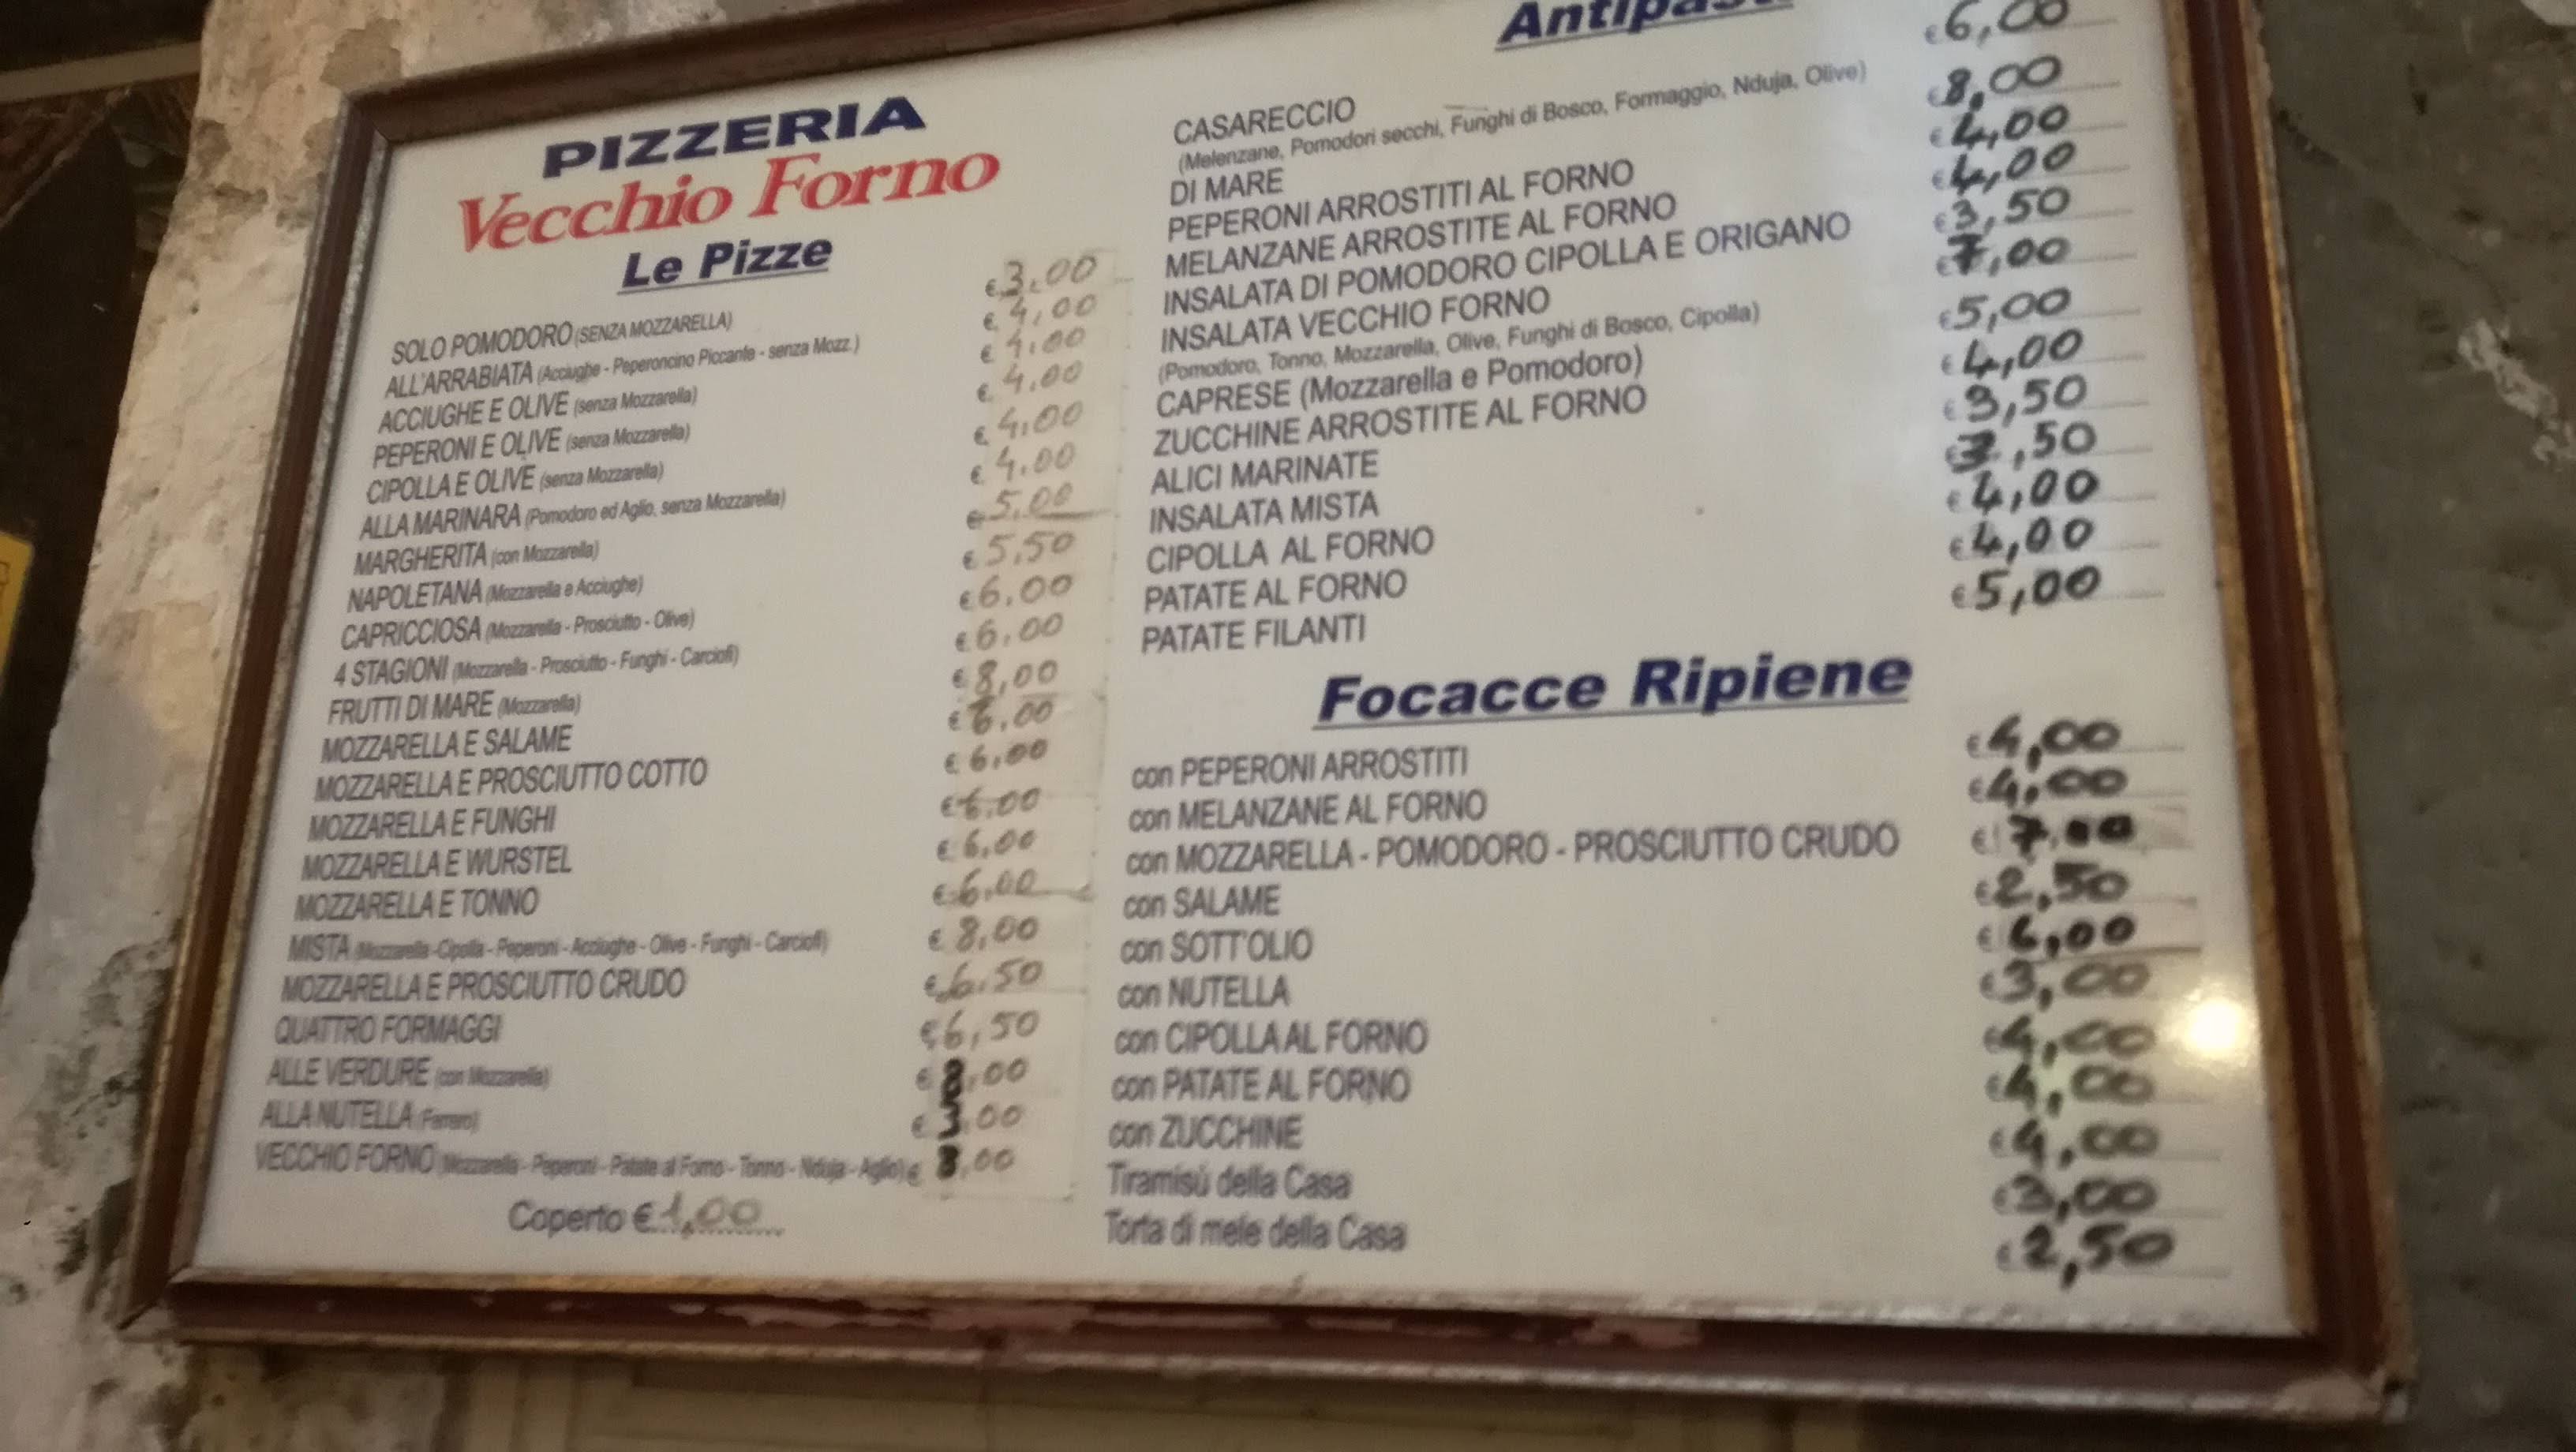 PIZZERIA
Vecchio Forno
Le Pizze
SOLO POMODORO (SENZA MOZZARELLA) € 3,00
ALL'ARRABIATA (Acciughe - Peperoncino Piccante - senza Mozz.) € 4,00
ACCIUGHE E OLIVE (senza Mozzarella) € 4,00
PEPERONI E OLIVE (senza Mozzarella) € 4,00
CIPOLLA E OLIVE (senza Mozzarella) € 4,00
ALLA MARINARA (Pomodoro ed Aglio, senza Mozzarella) € 4,00
MARGHERITA (con Mozzarella) € 5,00
NAPOLETANA (Mozzarella e Acciughe) € 5,50
CAPRICCIOSA (Mozzarella - Prosciutto - Olive) € 6,00
4 STAGIONI (Mozzarella - Prosciutto - Funghi - Carciofi) € 6,00
FRUTTI DI MARE (Mozzarella) € 8,00
MOZZARELLA E SALAME € 6,00
MOZZARELLA E PROSCIUTTO COTTO € 6,00
MOZZARELLA E FUNGHI € 6,00
MOZZARELLA E WURSTEL € 6,00
MOZZARELLA E TONNO € 6,00
MISTA (Mozzarella -Cipolla - Peperoni - Acciughe - Olive - Funghi - Carciofi) € 8,00
MOZZARELLA E PROSCIUTTO CRUDO € 6,50
QUATTRO FORMAGGI € 6,50
ALLE VERDURE (con Mozzarella) € 8,00
ALLA NUTELLA (Ferrero) € 3,00
VECCHIO FORNO (Mozzarella - Peperoni - Patate al Forno - Tonno - Nduja - Aglio) € 8,00
Coperto € 1,00
CASARECCIO € 6,00
(Melenzane, Pomodori secchi, Funghi di Bosco, Formaggio, Nduja, Olive)
DI MARE € 8,00
PEPERONI ARROSTITI AL FORNO € 4,00
MELANZANE ARROSTITE AL FORNO € 4,00
INSALATA DI POMODORO CIPOLLA E ORIGANO € 3,50
INSALATA VECCHIO FORNO € 7,00
(Pomodoro, Tonno, Mozzarella, Olive, Funghi di Bosco, Cipolla)
CAPRESE (Mozzarella e Pomodoro) € 5,00
ZUCCHINE ARROSTITE AL FORNO € 4,00
ALICI MARINATE € 3,50
INSALATA MISTA € 3,50
CIPOLLA AL FORNO € 4,00
PATATE AL FORNO € 4,00
PATATE FILANTI € 5,00
Focacce Ripiene
con PEPERONI ARROSTITI € 4,00
con MELANZANE AL FORNO € 4,00
con MOZZARELLA - POMODORO - PROSCIUTTO CRUDO € 7,00
con SALAME € 2,50
con SOTT'OLIO € 6,00
con NUTELLA € 3,00
con CIPOLLA AL FORNO € 4,00
con PATATE AL FORNO € 4,00
con ZUCCHINE € 4,00
Tiramisù della Casa € 3,00
Torta di mele della Casa € 2,50